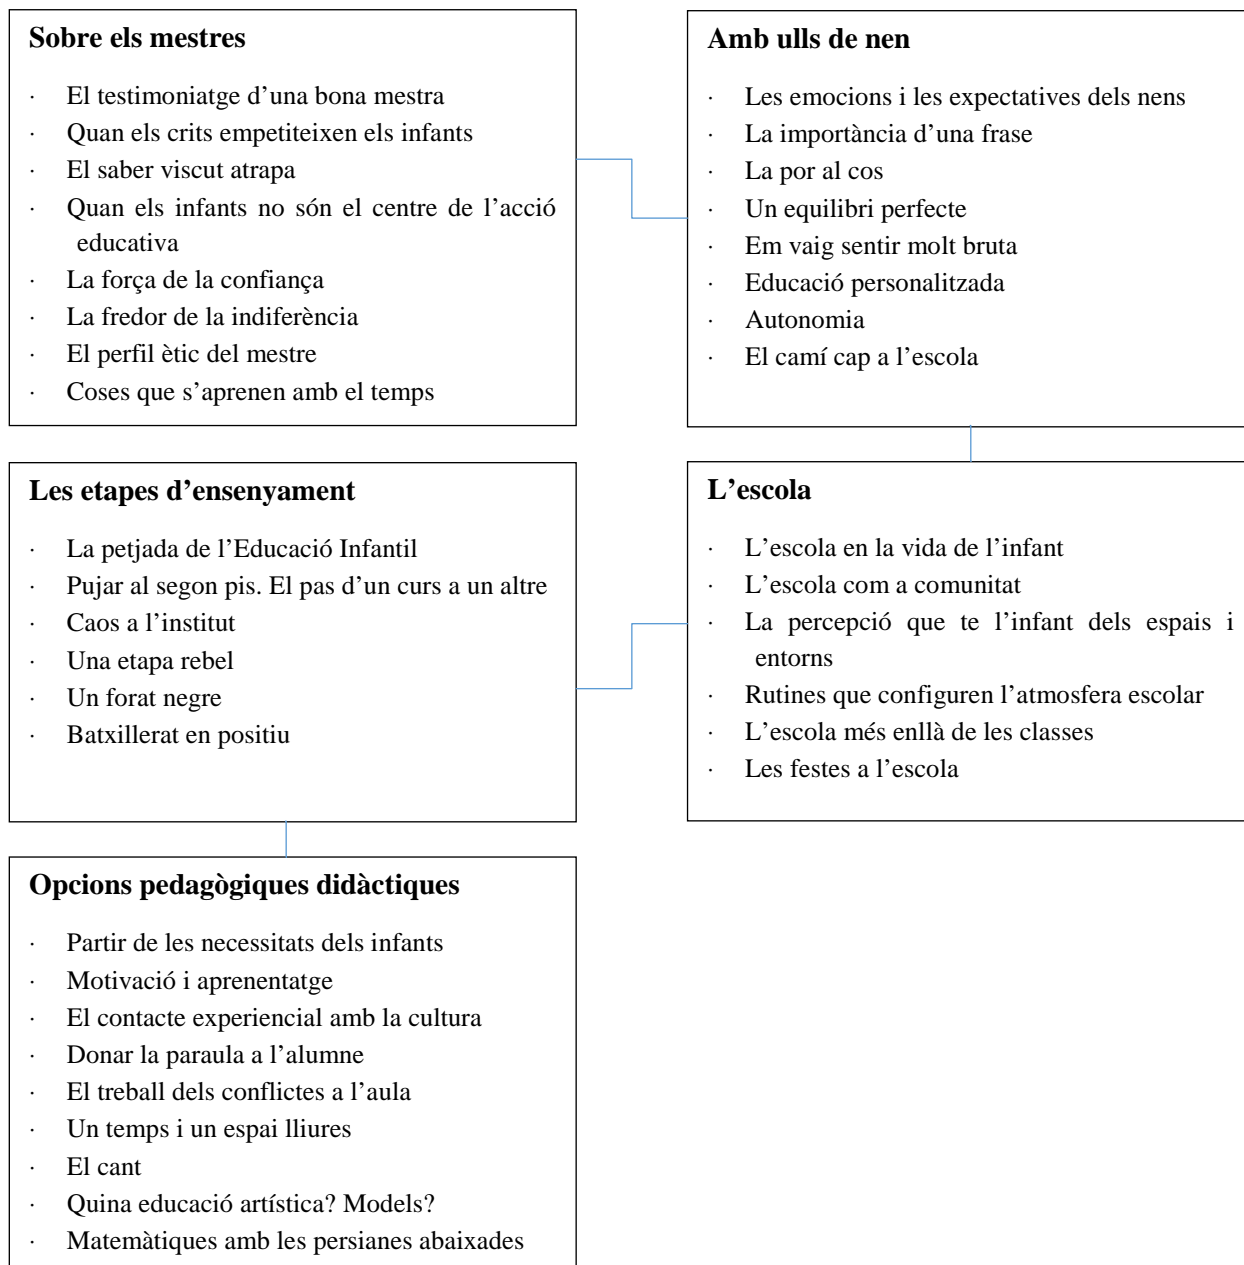 Sobre els mestres
· El testimoniatge d’una bona mestra
· Quan els crits empetiteixen els infants
· El saber viscut atrapa
· Quan els infants no són el centre de l’acció
educativa
· La força de la confiança
· La fredor de la indiferència
· El perfil ètic del mestre
· Coses que s’aprenen amb el temps
Amb ulls de nen
· Les emocions i les expectatives dels nens
· La importància d’una frase
· La por al cos
· Un equilibri perfecte
· Em vaig sentir molt bruta
· Educació personalitzada
· Autonomia
· El camí cap a l’escola
Les etapes d’ensenyament
· La petjada de l’Educació Infantil
· Pujar al segon pis. El pas d’un curs a un altre
· Caos a l’institut
· Una etapa rebel
· Un forat negre
· Batxillerat en positiu
L’escola
· L’escola en la vida de l’infant
· L’escola com a comunitat
· La percepció que te l’infant dels espais i
entorns
· Rutines que configuren l’atmosfera escolar
· L’escola més enllà de les classes
· Les festes a l’escola
Opcions pedagògiques didàctiques
· Partir de les necessitats dels infants
· Motivació i aprenentatge
· El contacte experiencial amb la cultura
· Donar la paraula a l’alumne
· El treball dels conflictes a l’aula
· Un temps i un espai lliures
· El cant
· Quina educació artística? Models?
· Matemàtiques amb les persianes abaixades